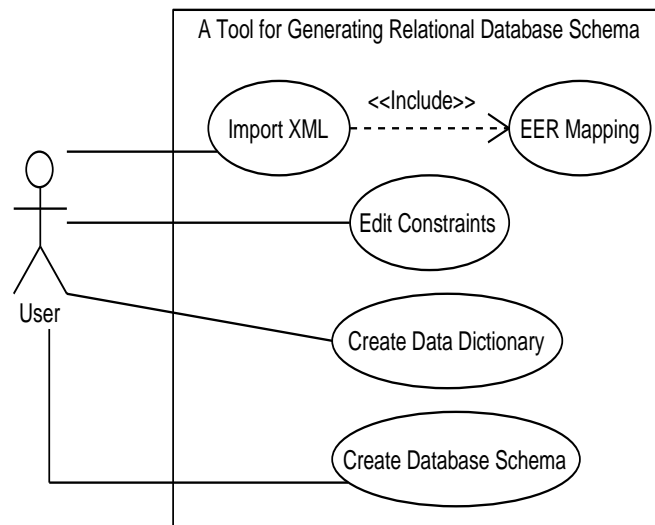 A Tool for Generating Relational Database Schema
<<Include>>
Import XML
EER Mapping
Edit Constraints
User
Create Data Dictionary
Create Database Schema